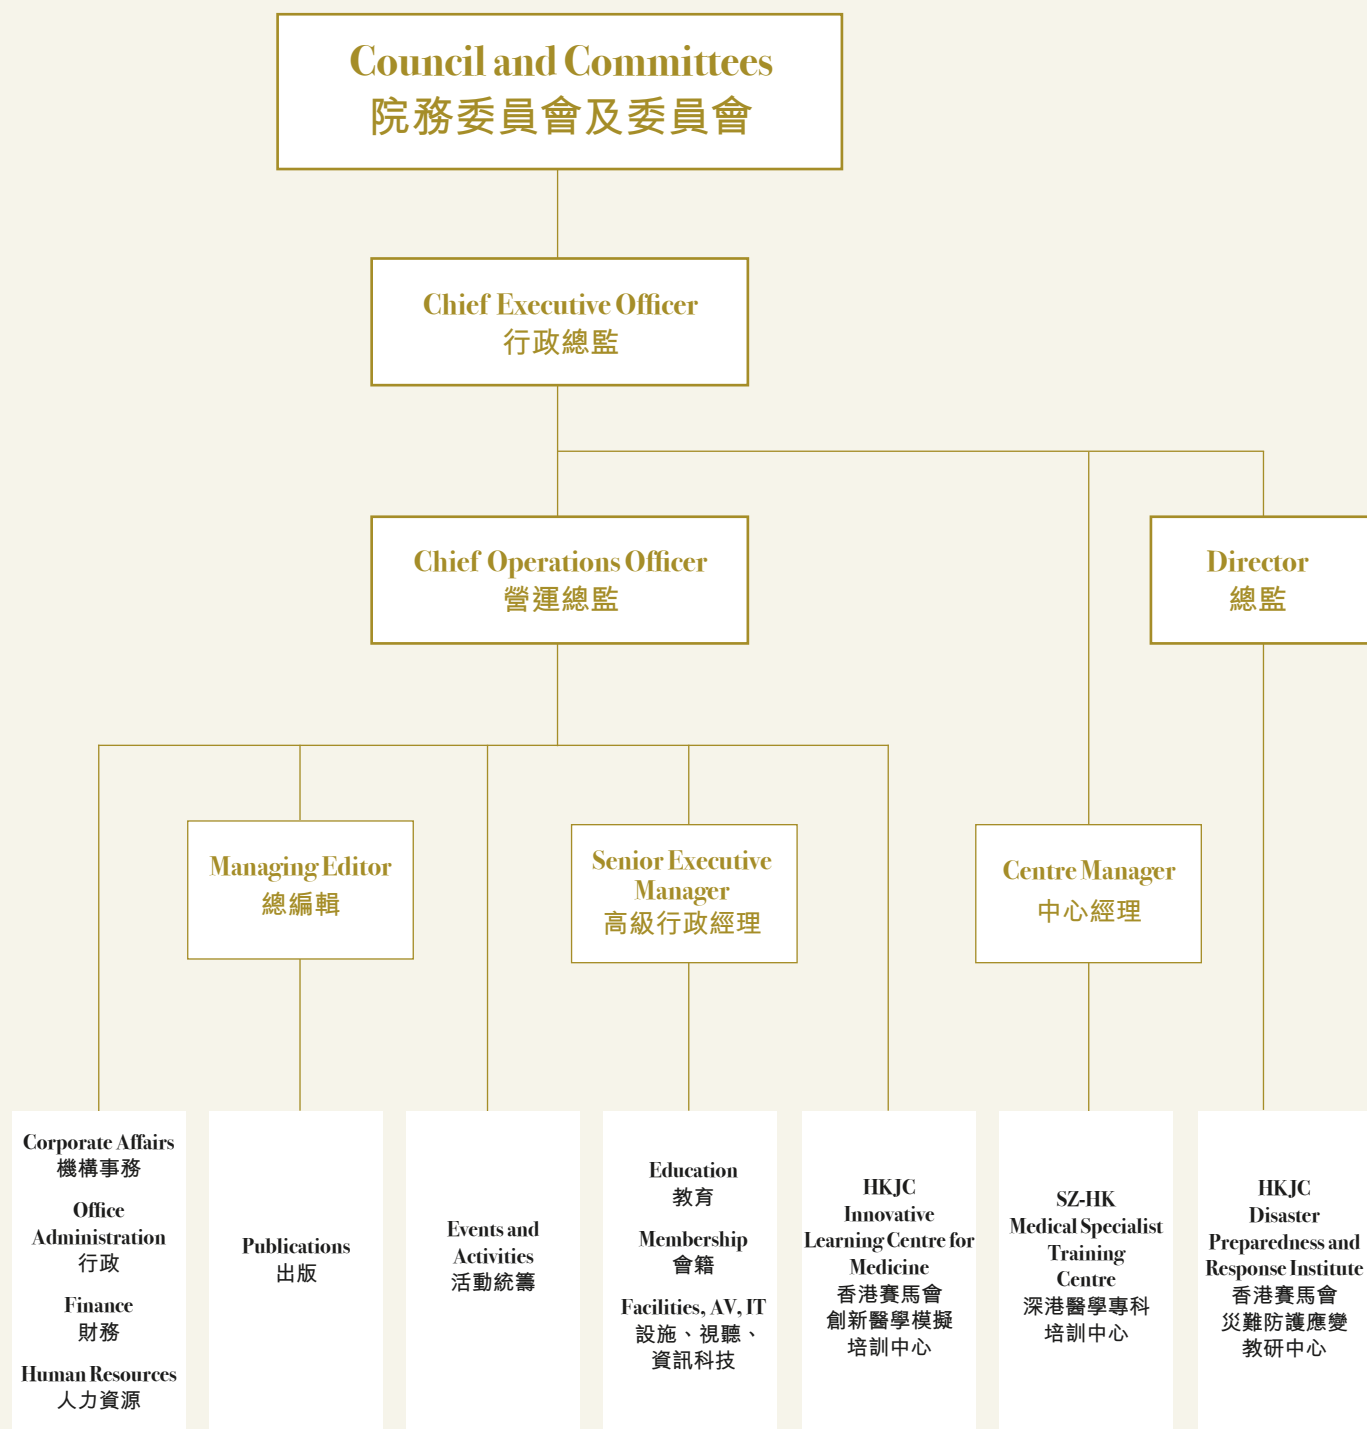 Council and Committees
院務委員會及委員會
Chief Executive Officer
行政總監
Chief Operations Officer
營運總監
Director
總監
Managing Editor
總編輯
Senior Executive
Manager
高級行政經理
Centre Manager
中心經理
Corporate Affairs
機構事務
Office
Administration
行政
Finance
財務
Human Resources
人力資源
Publications
出版
Events and
Activities
活動統籌
Education
教育
Membership
會籍
Facilities, AV, IT
設施、視聽、
資訊科技
HKJC
Innovative
Learning Centre for
Medicine
香港賽馬會
創新醫學模擬
培訓中心
SZ-HK
Medical Specialist
Training
Centre
深港醫學專科
培訓中心
HKJC
Disaster
Preparedness and
Response Institute
香港賽馬會
災難防護應變
教研中心